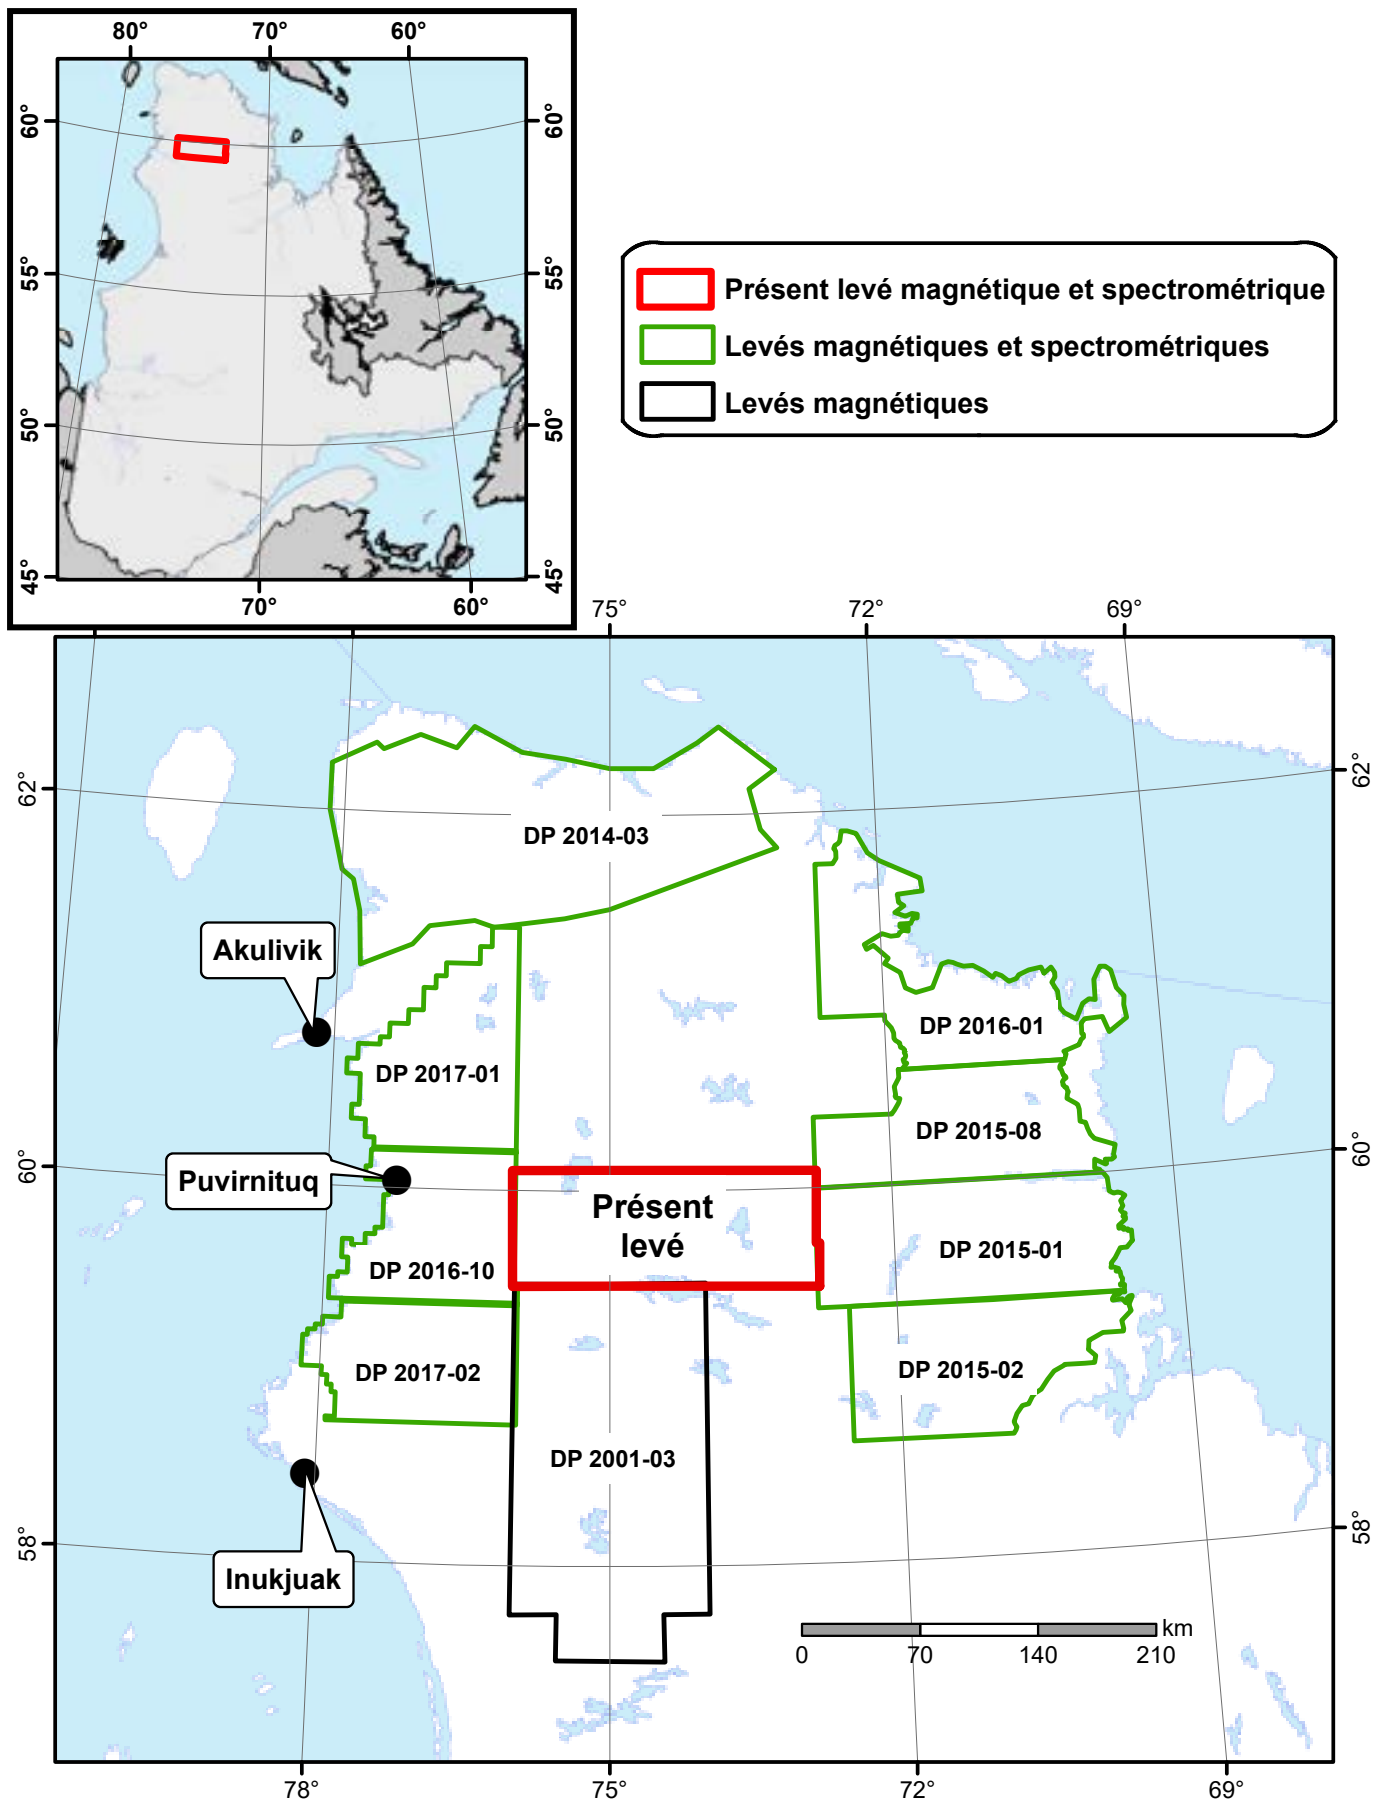 80° 70° 60°
60° 60°
55° 55°
50° 50°
45° 45°
70° 60°
Présent levé magnétique et spectrométrique
Levés magnétiques et spectrométriques
Levés magnétiques
75° 72° 69°
62° 62°
DP 2014-03
Akulivik
DP 2016-01
DP 2017-01
DP 2015-08
60° 60°
Puvirnituq
Présent
levé
DP 2015-01
DP 2016-10
DP 2017-02
DP 2015-02
DP 2001-03
58° 58°
Inukjuak
km
0 70 140 210
78° 75° 72° 69°